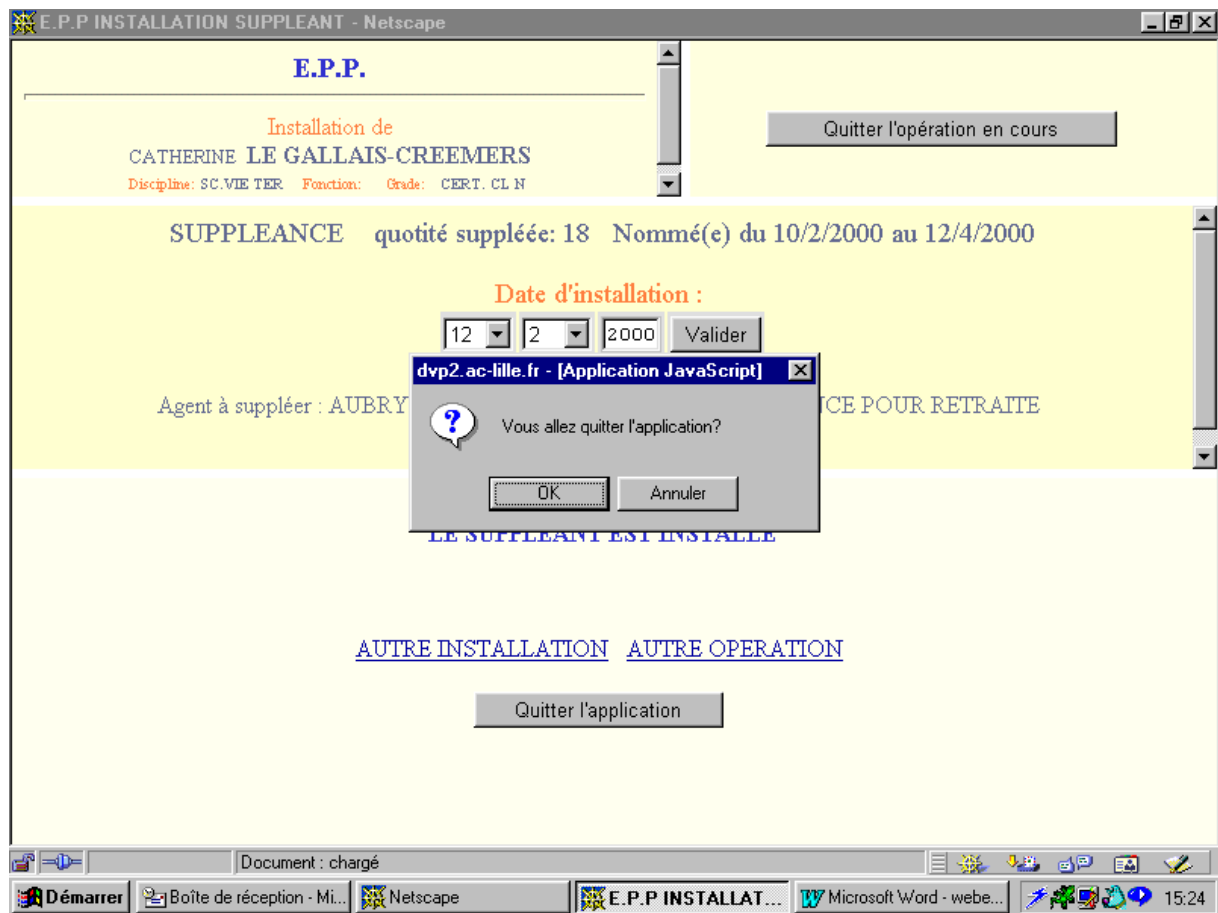 E.P.P INSTALLATION SUPPLEANT - Netscape
E.P.P.
Installation de
CATHERINE LE GALLAIS-CREEMERS
Discipline: SC.VIE TER Fonction: Grade: CERT. CL N
Quitter l'opération en cours
SUPPLEANCE quotité suppléée: 18 Nommé(e) du 10/2/2000 au 12/4/2000
Date d'installation :
12 2 2000 Valider
dvp2.ac-lille.fr - [Application JavaScript]
Agent à suppléer : AUBRY CE POUR RETRAITE
Vous allez quitter l'application?
OK Annuler
LE SUPPLEANT EST INSTALLE
AUTRE INSTALLATION AUTRE OPERATION
Quitter l'application
Document : chargé
Démarrer Boîte de réception - Mi... Netscape E.P.P INSTALLAT... Microsoft Word - webe... 15:24